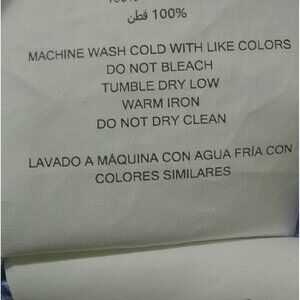 100% قطن
MACHINE WASH COLD WITH LIKE COLORS
DO NOT BLEACH
TUMBLE DRY LOW
WARM IRON
DO NOT DRY CLEAN
LAVADO A MÁQUINA CON AGUA FRÍA CON
COLORES SIMILARES